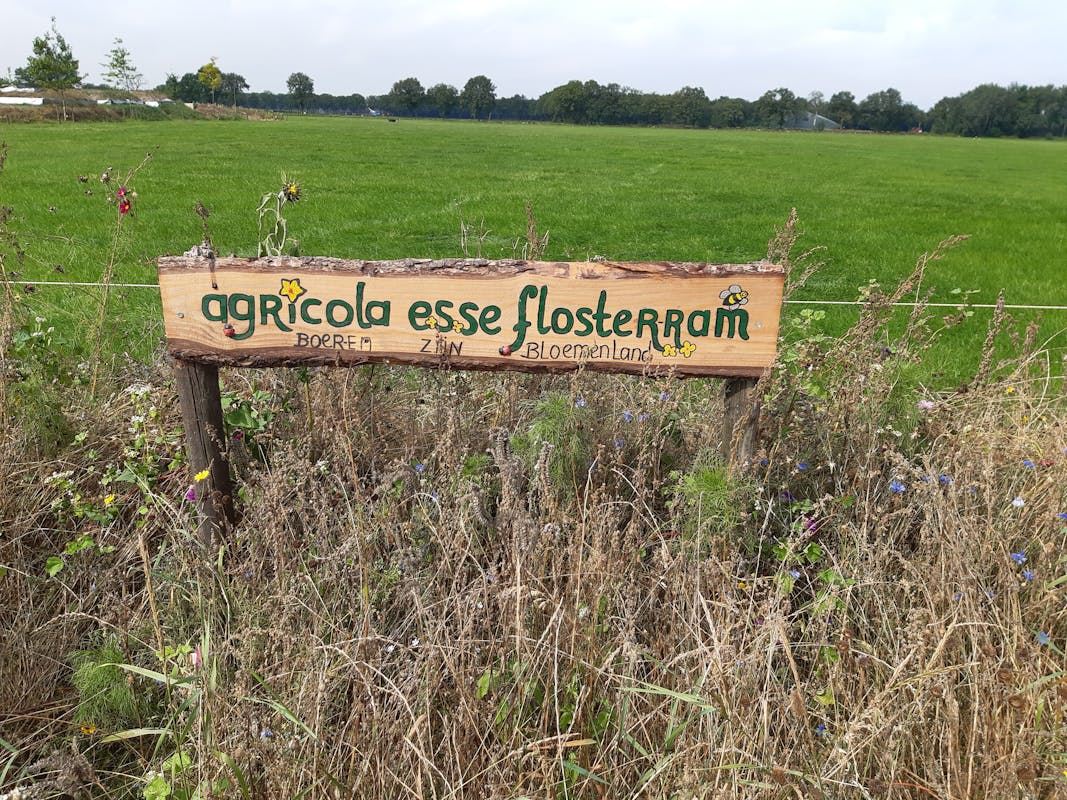 agricola esse flosterram
BOEREN ZIJN BLoemenland